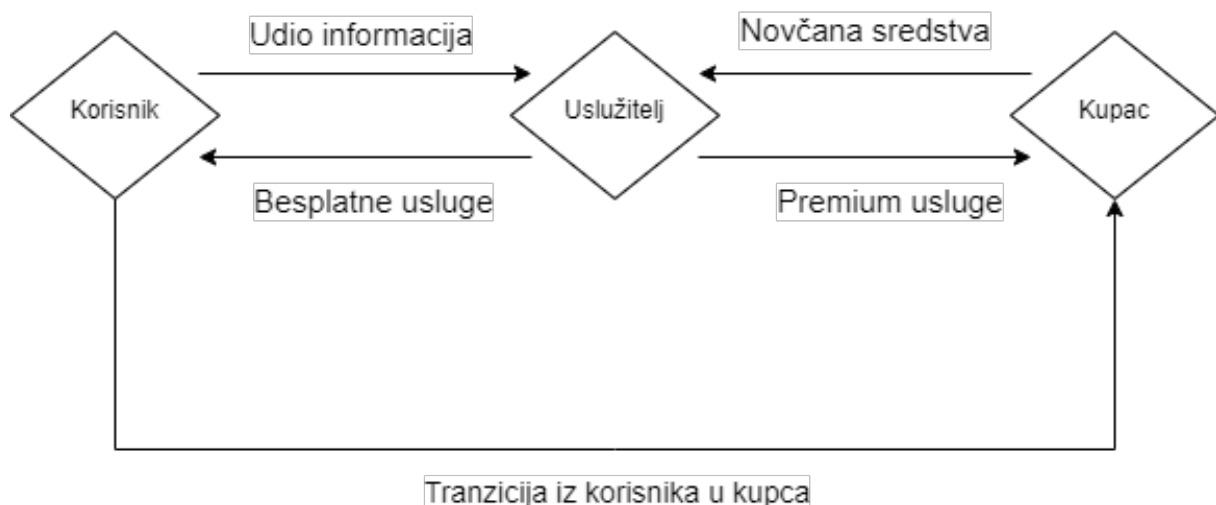 Udio informacija
Novčana sredstva
Korisnik
Uslužitelj
Kupac
Besplatne usluge
Premium usluge
Tranzicija iz korisnika u kupca